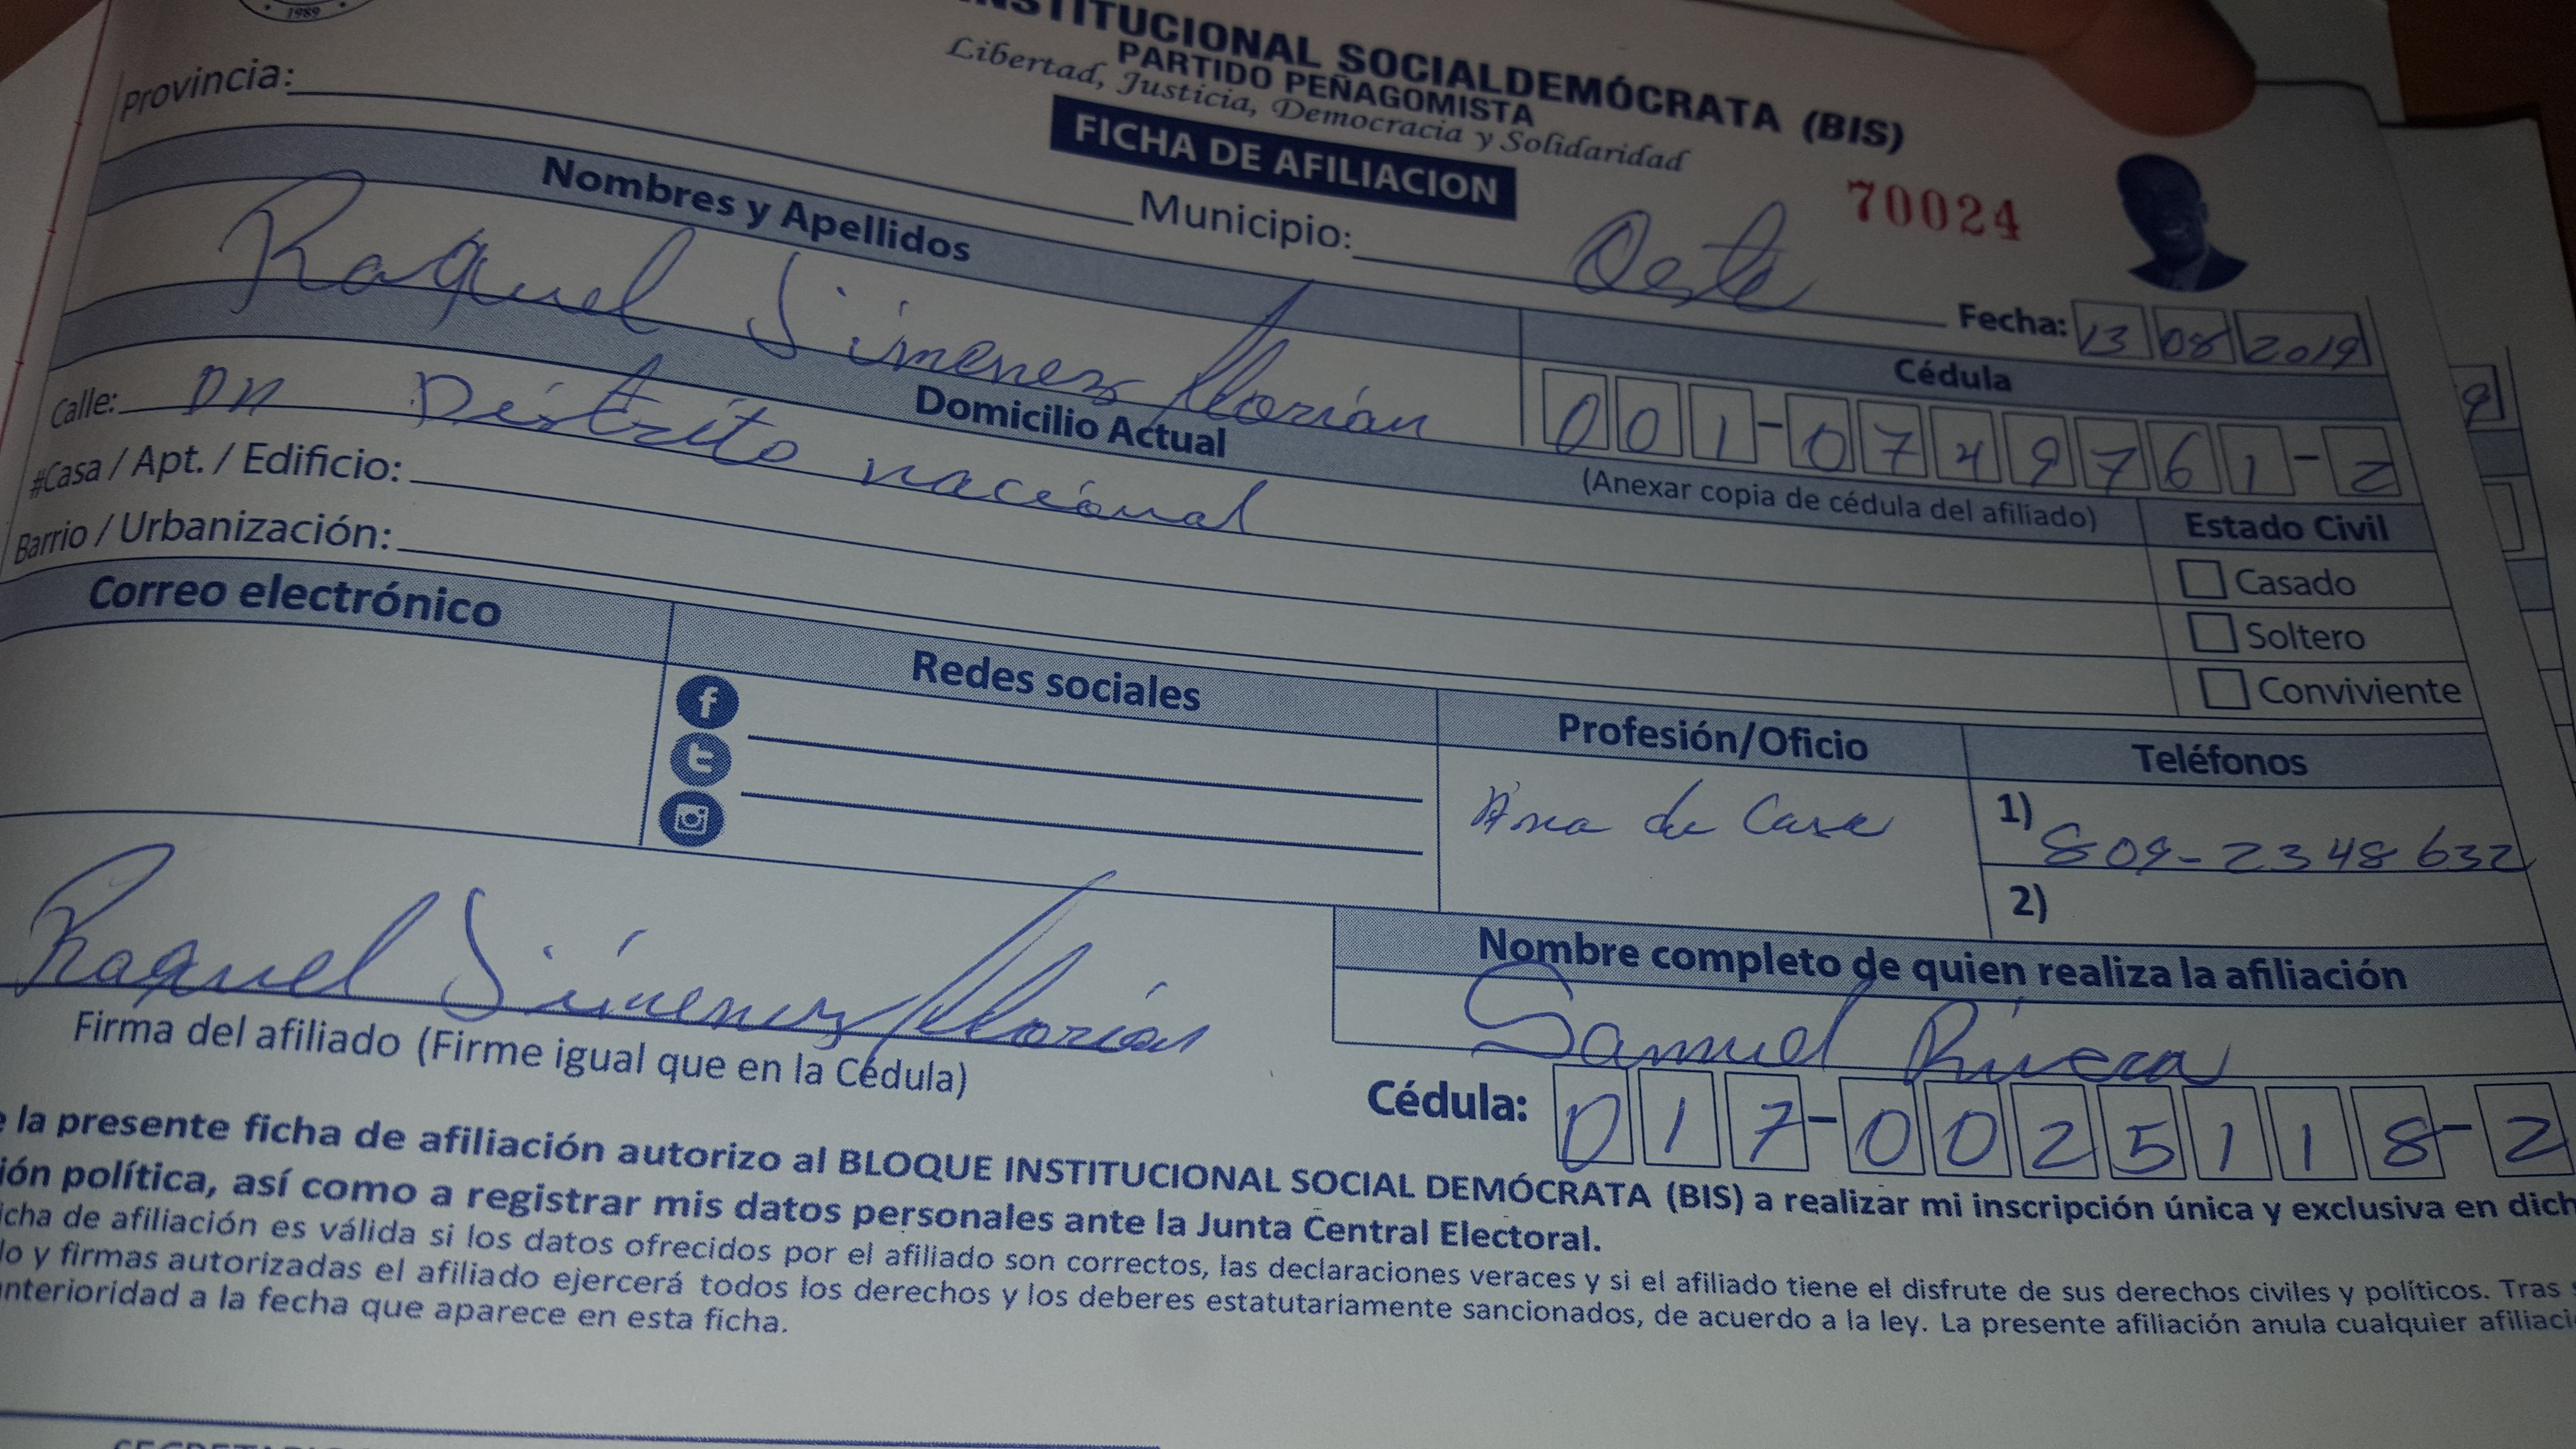 1989
INSTITUCIONAL SOCIALDEMÓCRATA (BIS)
PARTIDO PEÑAGOMISTA
Libertad, Justicia, Democracia y Solidaridad
FICHA DE AFILIACION
70024
Provincia:
Municipio: Oeste
Fecha: 13 08 2019
Nombres y Apellidos
Cédula
Raquel Jimenez Florian
001-0749761-2
(Anexar copia de cédula del afiliado)
Domicilio Actual
Estado Civil
Calle: DN Distrito nacional
#Casa / Apt. / Edificio:
Barrio / Urbanización:
Casado
Soltero
Conviviente
Correo electrónico
Redes sociales
Profesión/Oficio
Teléfonos
Ama de Casa
1) 809-2348632
2)
Raquel Jimenez Florian
Firma del afiliado (Firme igual que en la Cédula)
Nombre completo de quien realiza la afiliación
Samuel Rivera
Cédula: 017-0025118-2
la presente ficha de afiliación autorizo al BLOQUE INSTITUCIONAL SOCIAL DEMÓCRATA (BIS) a realizar mi inscripción única y exclusiva en dich
ión política, así como a registrar mis datos personales ante la Junta Central Electoral.
icha de afiliación es válida si los datos ofrecidos por el afiliado son correctos, las declaraciones veraces y si el afiliado tiene el disfrute de sus derechos civiles y políticos. Tras
lo y firmas autorizadas el afiliado ejercerá todos los derechos y los deberes estatutariamente sancionados, de acuerdo a la ley. La presente afiliación anula cualquier afiliaci
anterioridad a la fecha que aparece en esta ficha.